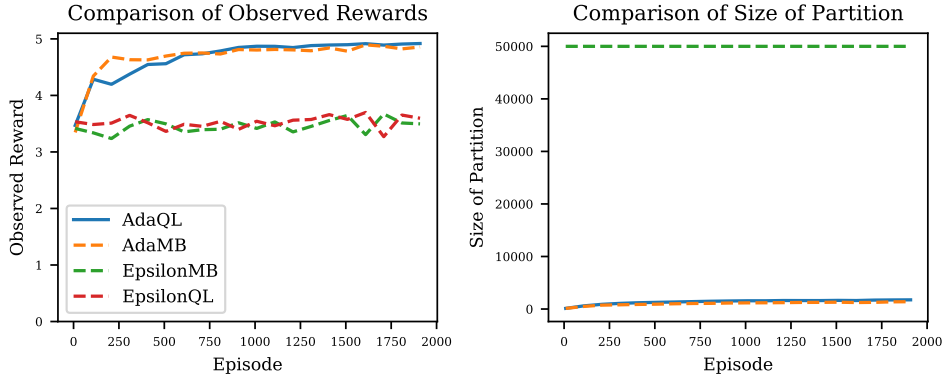 Comparison of Observed Rewards
Observed Reward
5
4
3
2
1
0
AdaQL
AdaMB
EpsilonMB
EpsilonQL
0 250 500 750 1000 1250 1500 1750 2000
Episode
Comparison of Size of Partition
Size of Partition
50000
40000
30000
20000
10000
0
0 250 500 750 1000 1250 1500 1750 2000
Episode